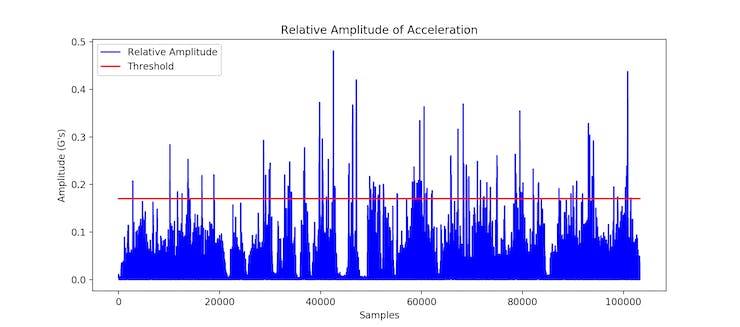 Relative Amplitude of Acceleration
Relative Amplitude
Threshold
Amplitude (G's)
0.5
0.4
0.3
0.2
0.1
0.0
0 20000 40000 60000 80000 100000
Samples